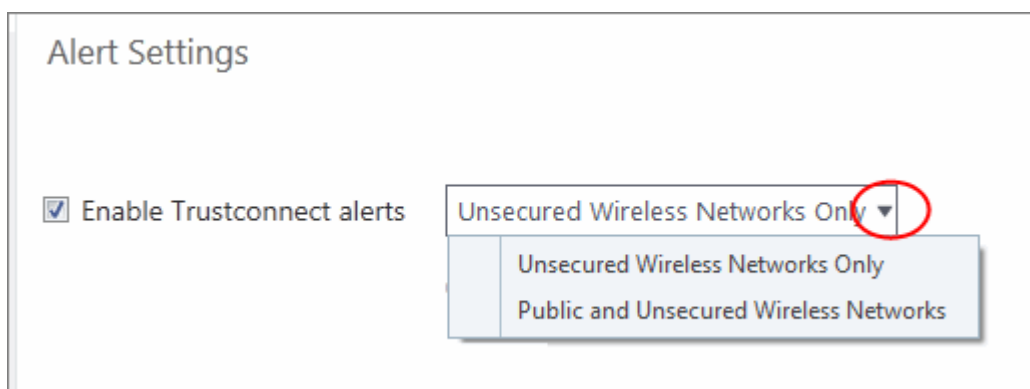 Alert Settings
Enable Trustconnect alerts
Unsecured Wireless Networks Only
Unsecured Wireless Networks Only
Public and Unsecured Wireless Networks